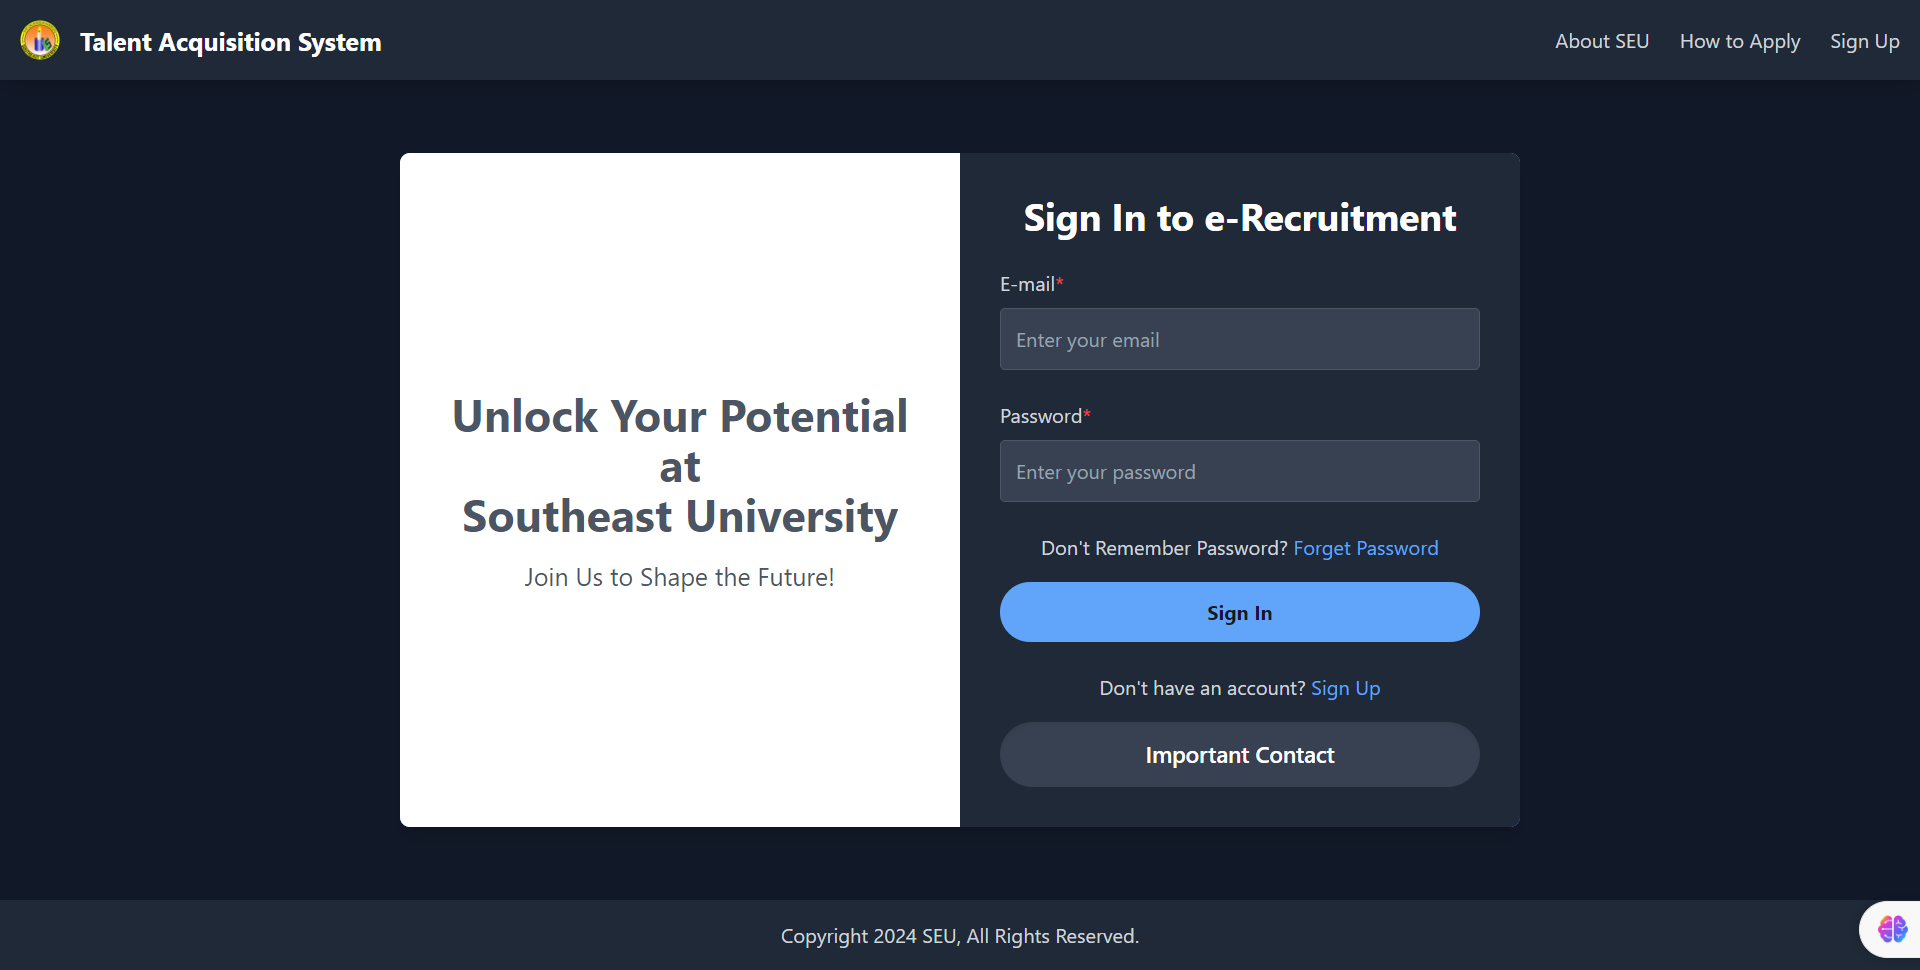 Talent Acquisition System
About SEU
How to Apply
Sign Up
Unlock Your Potential
at
Southeast University
Join Us to Shape the Future!
Sign In to e-Recruitment
E-mail*
Enter your email
Password*
Enter your password
Don't Remember Password? Forget Password
Sign In
Don't have an account? Sign Up
Important Contact
Copyright 2024 SEU, All Rights Reserved.